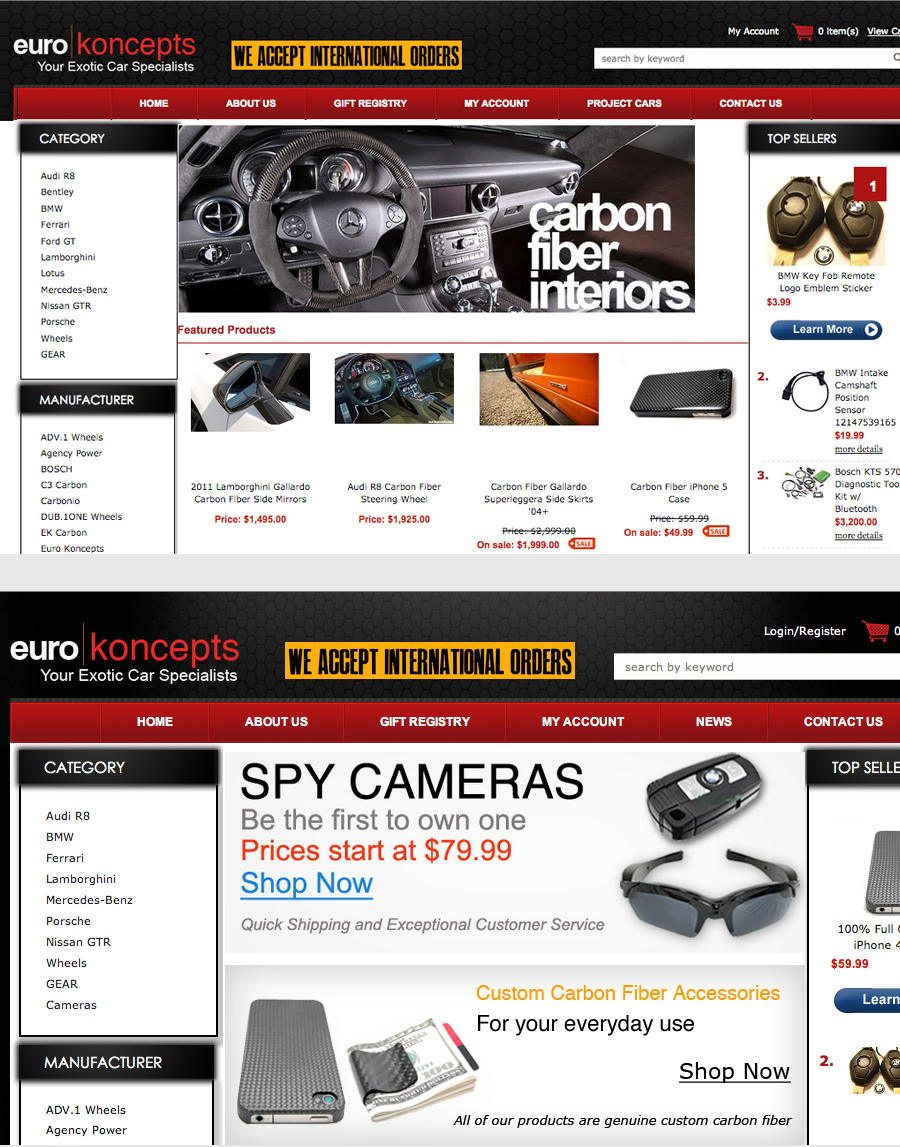 euro koncepts
Your Exotic Car Specialists
WE ACCEPT INTERNATIONAL ORDERS
My Account
0 item(s)
View Ca
search by keyword
HOME
ABOUT US
GIFT REGISTRY
MY ACCOUNT
PROJECT CARS
CONTACT US
CATEGORY
Audi R8
Bentley
BMW
Ferrari
Ford GT
Lamborghini
Lotus
Mercedes-Benz
Nissan GTR
Porsche
Wheels
GEAR
MANUFACTURER
ADV.1 Wheels
Agency Power
BOSCH
C3 Carbon
Carbonio
DUB.1ONE Wheels
EK Carbon
Euro Koncepts
carbon
fiber
interiors
Featured Products
2011 Lamborghini Gallardo
Carbon Fiber Side Mirrors
Price: $1,495.00
Audi R8 Carbon Fiber
Steering Wheel
Price: $1,925.00
Carbon Fiber Gallardo
Superleggera Side Skirts
'04+
Price: $2,999.00
On sale: $1,999.00
SALE
Carbon Fiber iPhone 5
Case
Price: $59.99
On sale: $49.99
SALE
TOP SELLERS
1
BMW Key Fob Remote
Logo Emblem Sticker
$3.99
Learn More
2.
BMW Intake
Camshaft
Position
Sensor
12147539165
$19.99
more details
3.
Bosch KTS 570
Diagnostic Too
Kit w/
Bluetooth
$3,200.00
more details
euro koncepts
Your Exotic Car Specialists
WE ACCEPT INTERNATIONAL ORDERS
Login/Register
0
search by keyword
HOME
ABOUT US
GIFT REGISTRY
MY ACCOUNT
NEWS
CONTACT US
CATEGORY
Audi R8
BMW
Ferrari
Lamborghini
Mercedes-Benz
Porsche
Nissan GTR
Wheels
GEAR
Cameras
MANUFACTURER
ADV.1 Wheels
Agency Power
SPY CAMERAS
Be the first to own one
Prices start at $79.99
Shop Now
Quick Shipping and Exceptional Customer Service
Custom Carbon Fiber Accessories
For your everyday use
Shop Now
All of our products are genuine custom carbon fiber
TOP SELLE
100% Full C
iPhone 4
$59.99
Learn
2.